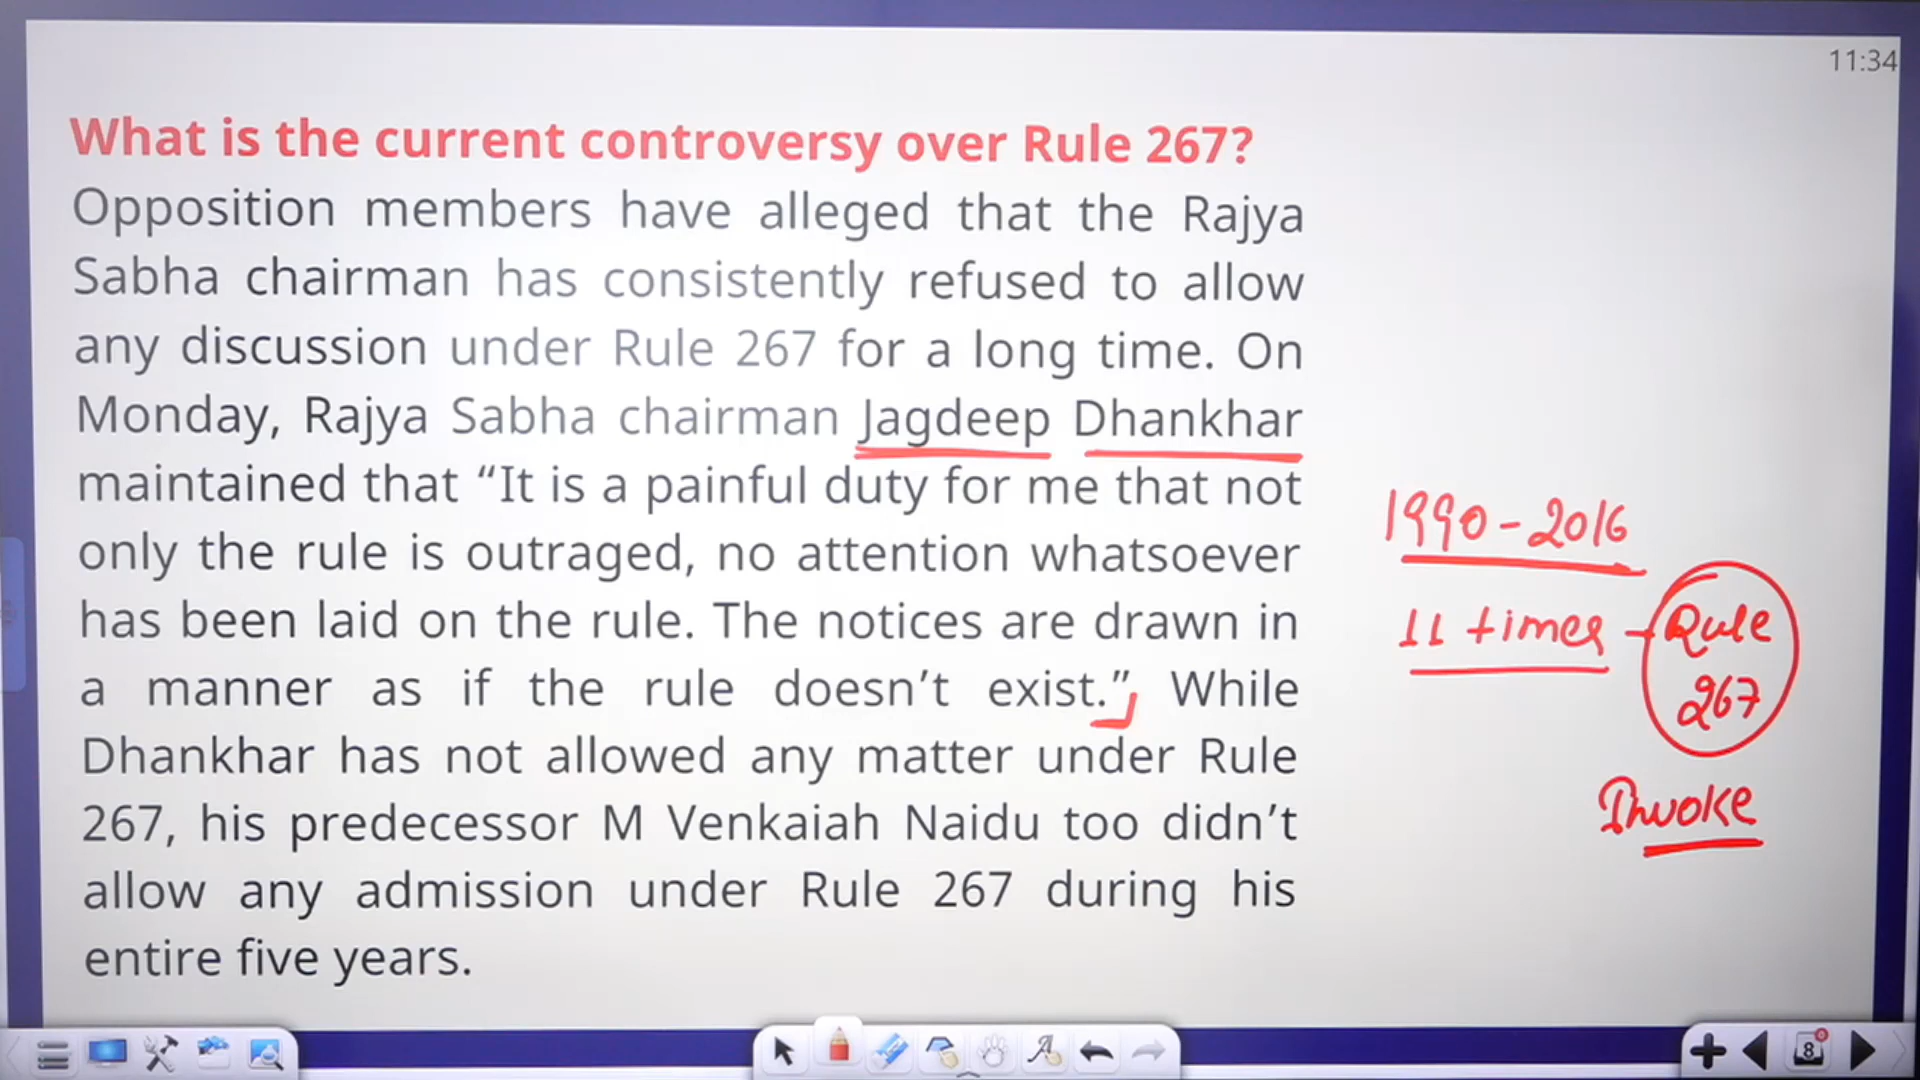 11:34
What is the current controversy over Rule 267?
Opposition members have alleged that the Rajya
Sabha chairman has consistently refused to allow
any discussion under Rule 267 for a long time. On
Monday, Rajya Sabha chairman Jagdeep Dhankhar
maintained that “It is a painful duty for me that not
only the rule is outraged, no attention whatsoever
has been laid on the rule. The notices are drawn in
a manner as if the rule doesn’t exist.” While
Dhankhar has not allowed any matter under Rule
267, his predecessor M Venkaiah Naidu too didn’t
allow any admission under Rule 267 during his
entire five years.
1990-2016
11 times - Rule
267
Invoke
8